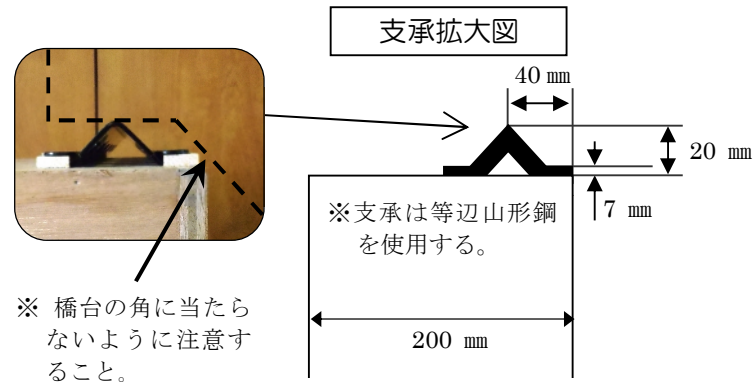 支承拡大図
40 mm
20 mm
7 mm
※支承は等辺山形鋼
を使用する。
200 mm
※ 橋台の角に当たら
ないように注意す
ること。